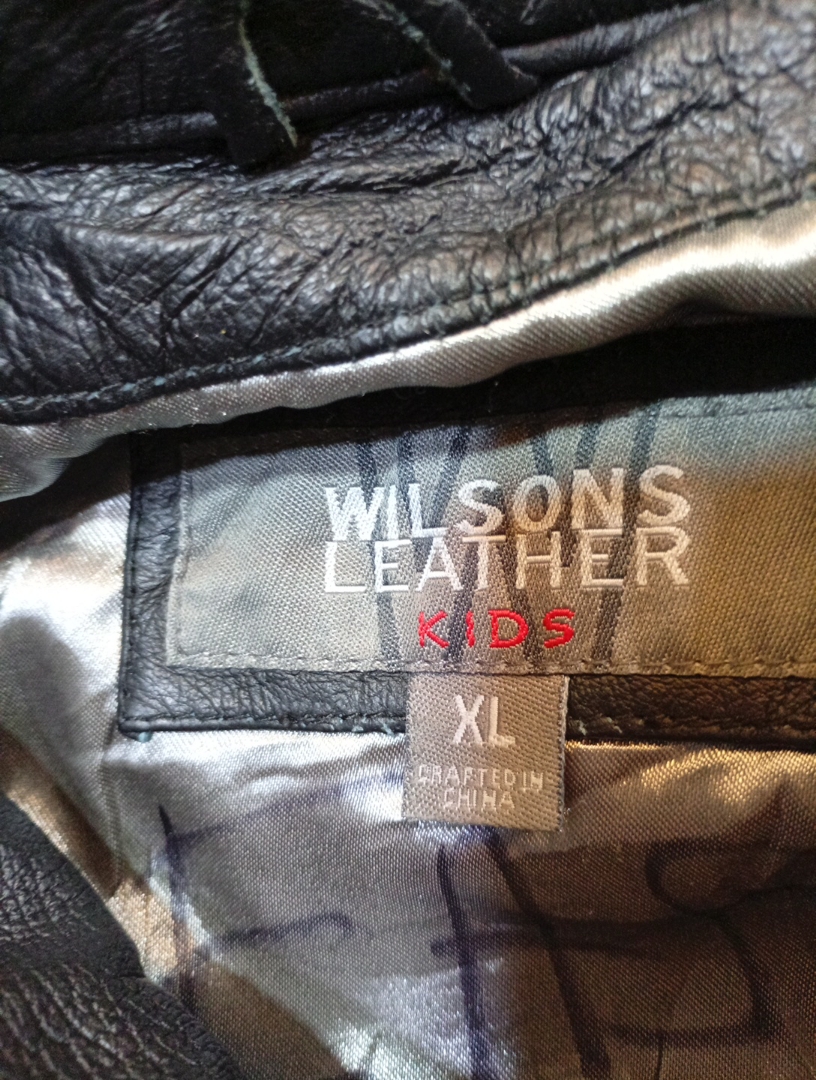 WILSONS
LEATHER
KIDS
XL
CRAFTED IN
CHINA